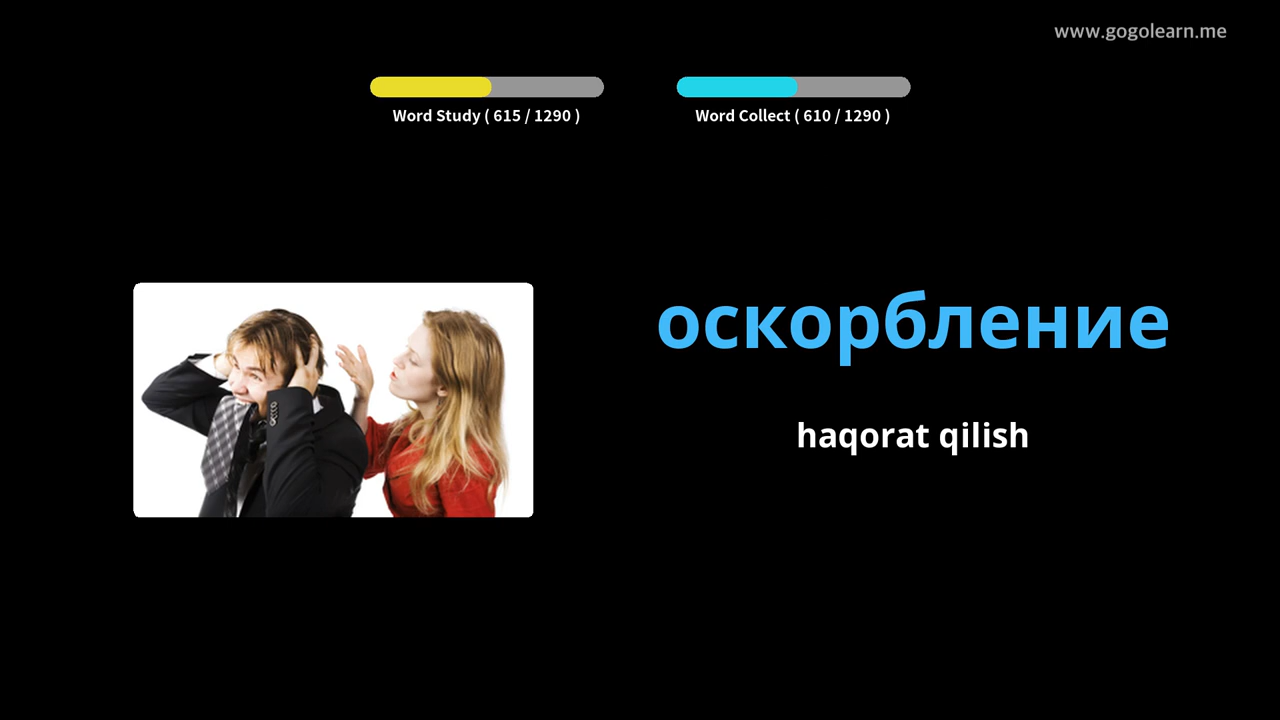 www.gogolearn.me
Word Study ( 615 / 1290 )
Word Collect ( 610 / 1290 )
оскорбление
haqorat qilish